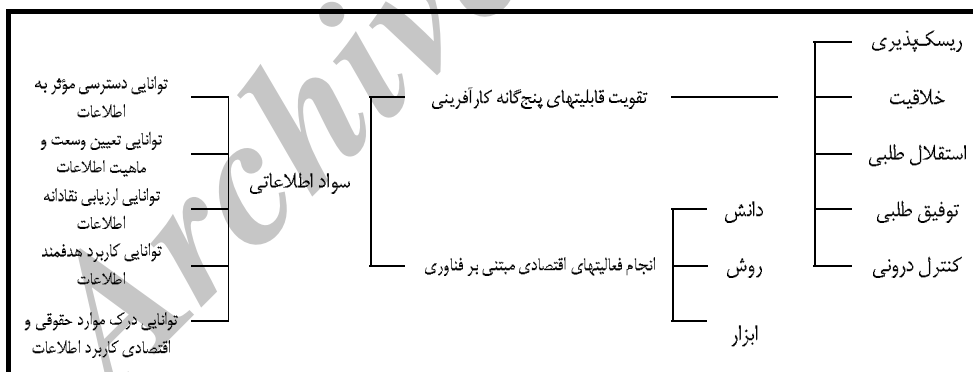 ریسک‌پذیری
خلاقیت
استقلال طلبی
توفیق طلبی
کنترل درونی
تقویت قابلیتهای پنج‌گانه کارآفرینی
دانش
روش
ابزار
انجام فعالیتهای اقتصادی مبتنی بر فناوری
سواد اطلاعاتی
توانایی دسترسی مؤثر به
اطلاعات
توانایی تعیین وسعت و
ماهیت اطلاعات
توانایی ارزیابی نقادانه
اطلاعات
توانایی کاربرد هدفمند
اطلاعات
توانایی درک موارد حقوقی و
اقتصادی کاربرد اطلاعات
Archive